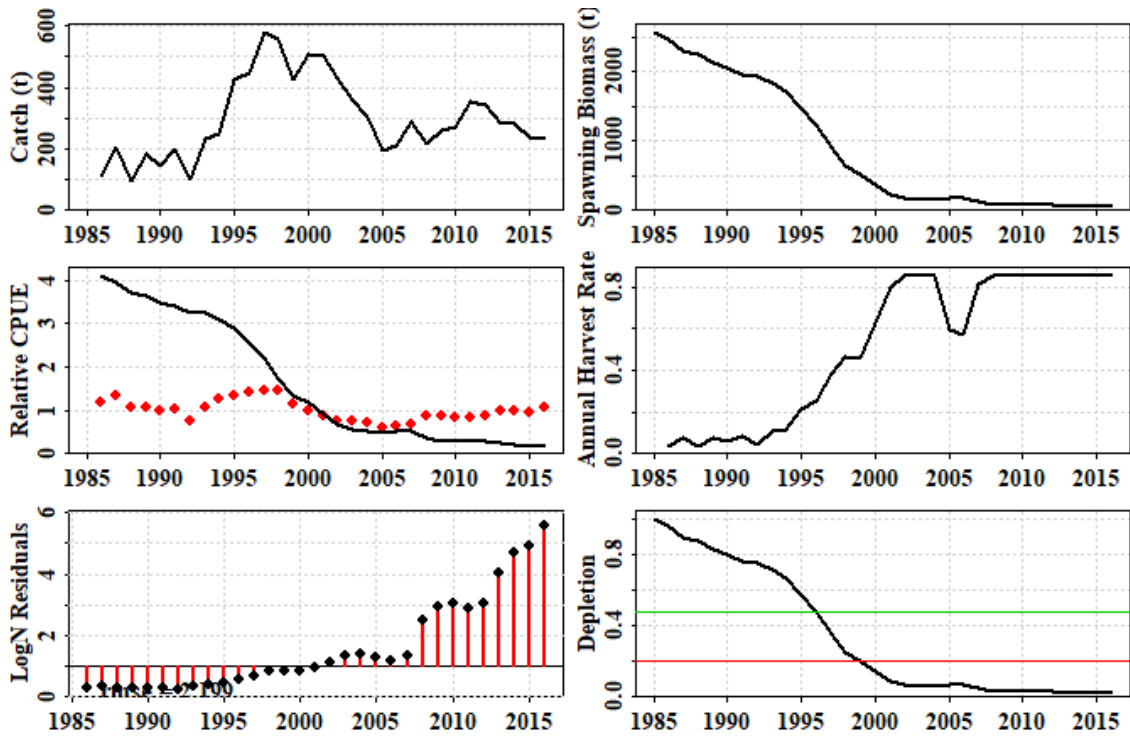 Catch (t)
0 200 400 600
1985 1990 1995 2000 2005 2010 2015
Spawning Biomass (t)
0 1000 2000
1985 1990 1995 2000 2005 2010 2015
Relative CPUE
0 1 2 3 4
1985 1990 1995 2000 2005 2010 2015
Annual Harvest Rate
0.0 0.4 0.8
1985 1990 1995 2000 2005 2010 2015
LogN Residuals
0 2 4 6
1985 1990 1995 2000 2005 2010 2015
Depletion
0.0 0.4 0.8
1985 1990 1995 2000 2005 2010 2015